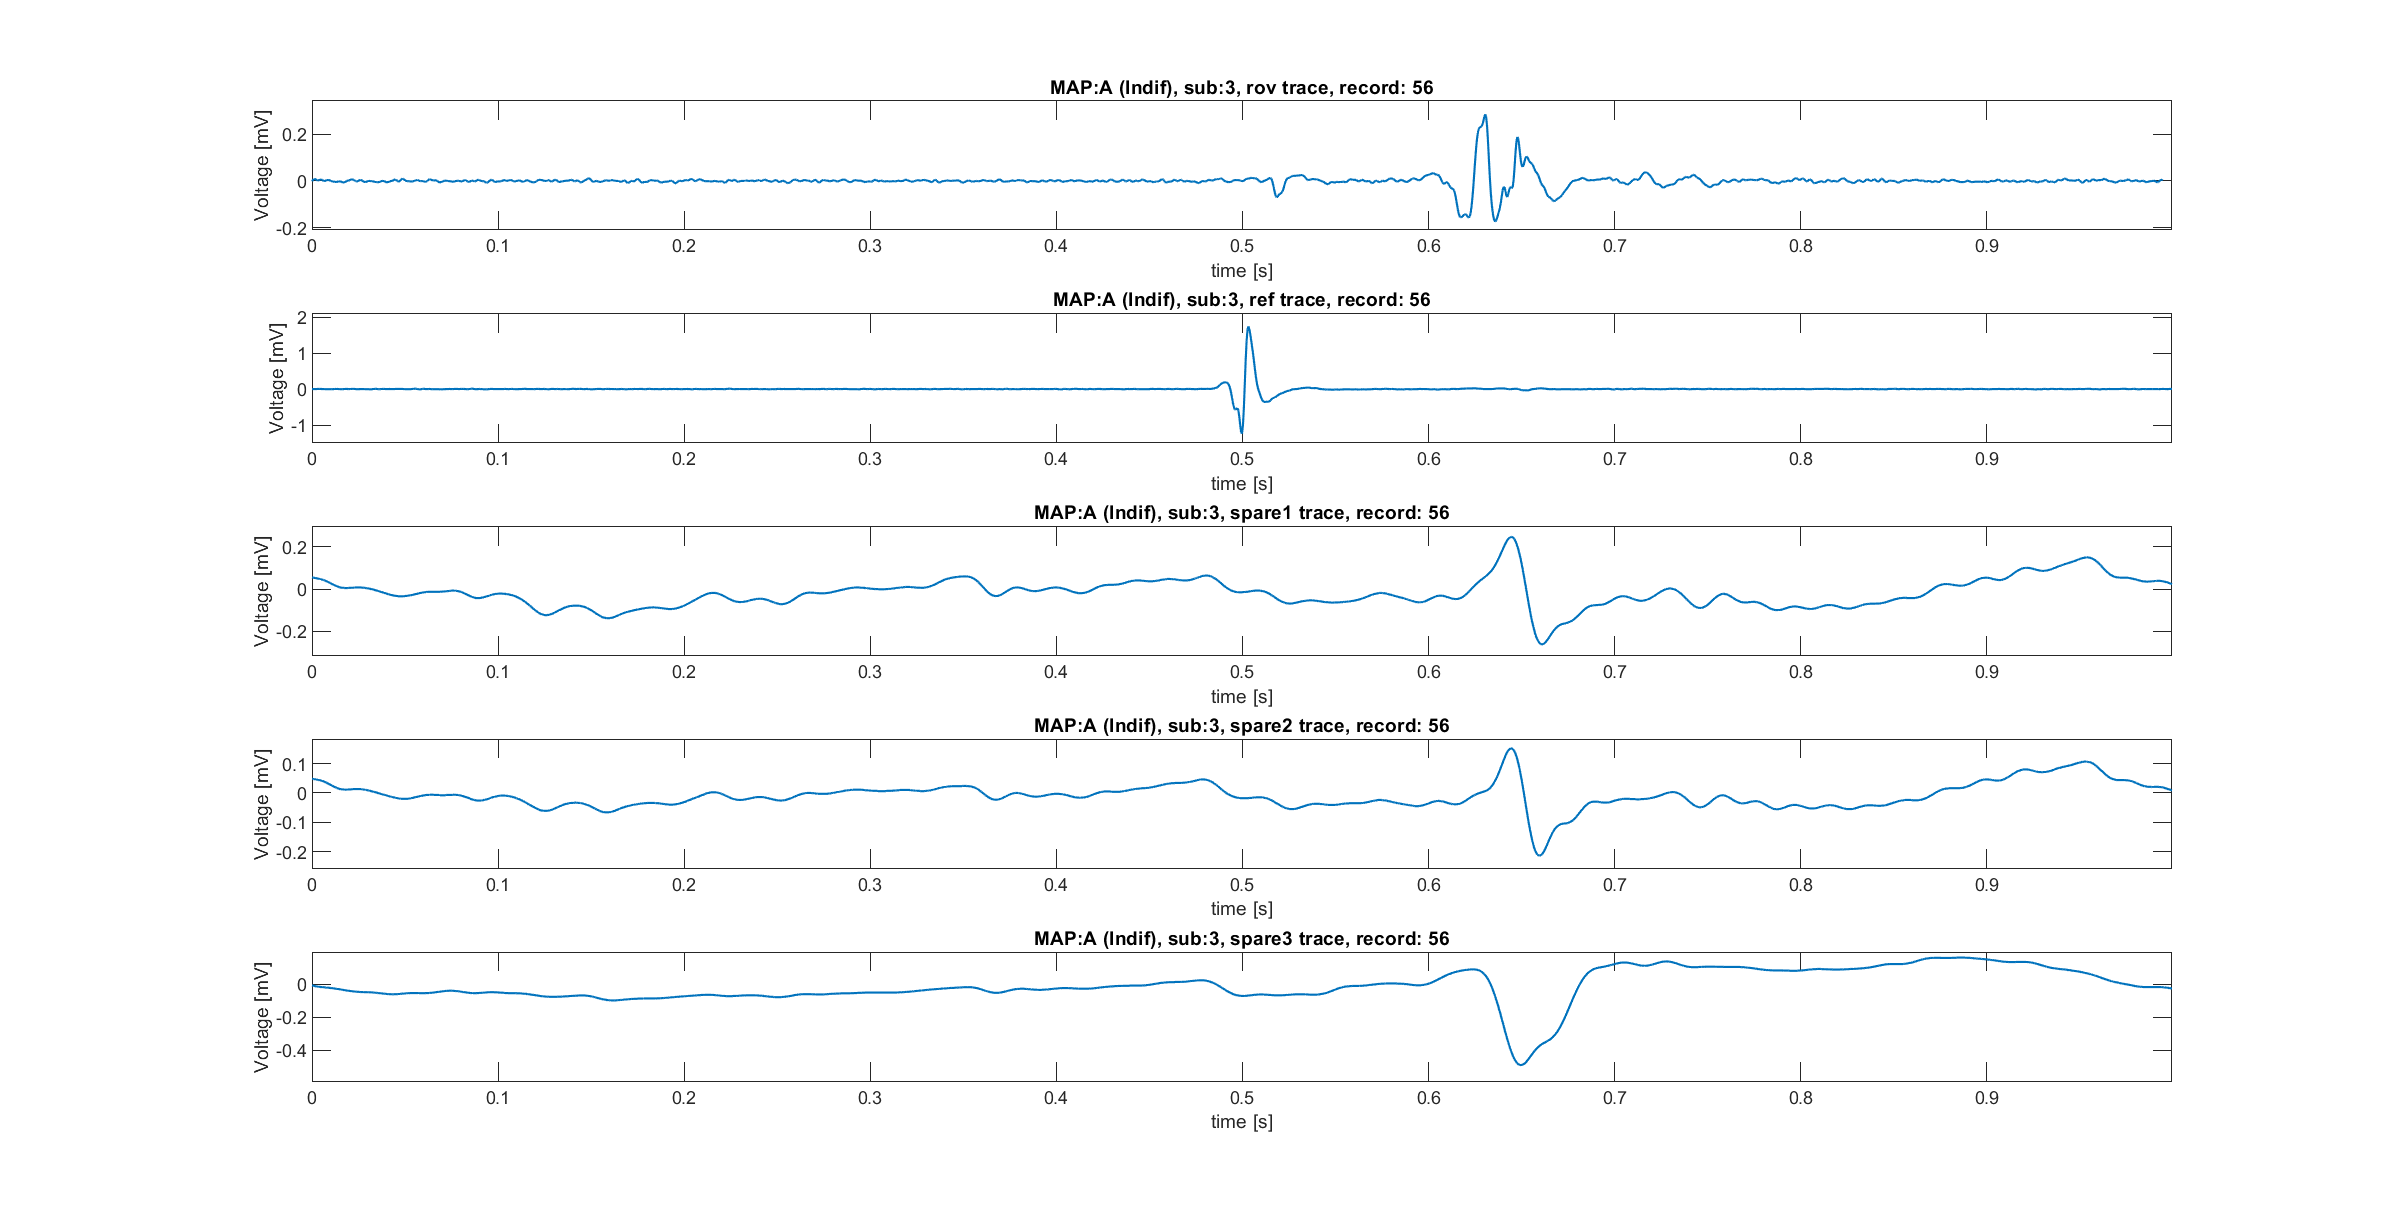 MAP:A (Indif), sub:3, rov trace, record: 56
Voltage [mV]
0.2
0
-0.2
0 0.1 0.2 0.3 0.4 0.5 0.6 0.7 0.8 0.9
time [s]
MAP:A (Indif), sub:3, ref trace, record: 56
Voltage [mV]
2
1
0
-1
0 0.1 0.2 0.3 0.4 0.5 0.6 0.7 0.8 0.9
time [s]
MAP:A (Indif), sub:3, spare1 trace, record: 56
Voltage [mV]
0.2
0
-0.2
0 0.1 0.2 0.3 0.4 0.5 0.6 0.7 0.8 0.9
time [s]
MAP:A (Indif), sub:3, spare2 trace, record: 56
Voltage [mV]
0.1
0
-0.1
-0.2
0 0.1 0.2 0.3 0.4 0.5 0.6 0.7 0.8 0.9
time [s]
MAP:A (Indif), sub:3, spare3 trace, record: 56
Voltage [mV]
0
-0.2
-0.4
0 0.1 0.2 0.3 0.4 0.5 0.6 0.7 0.8 0.9
time [s]